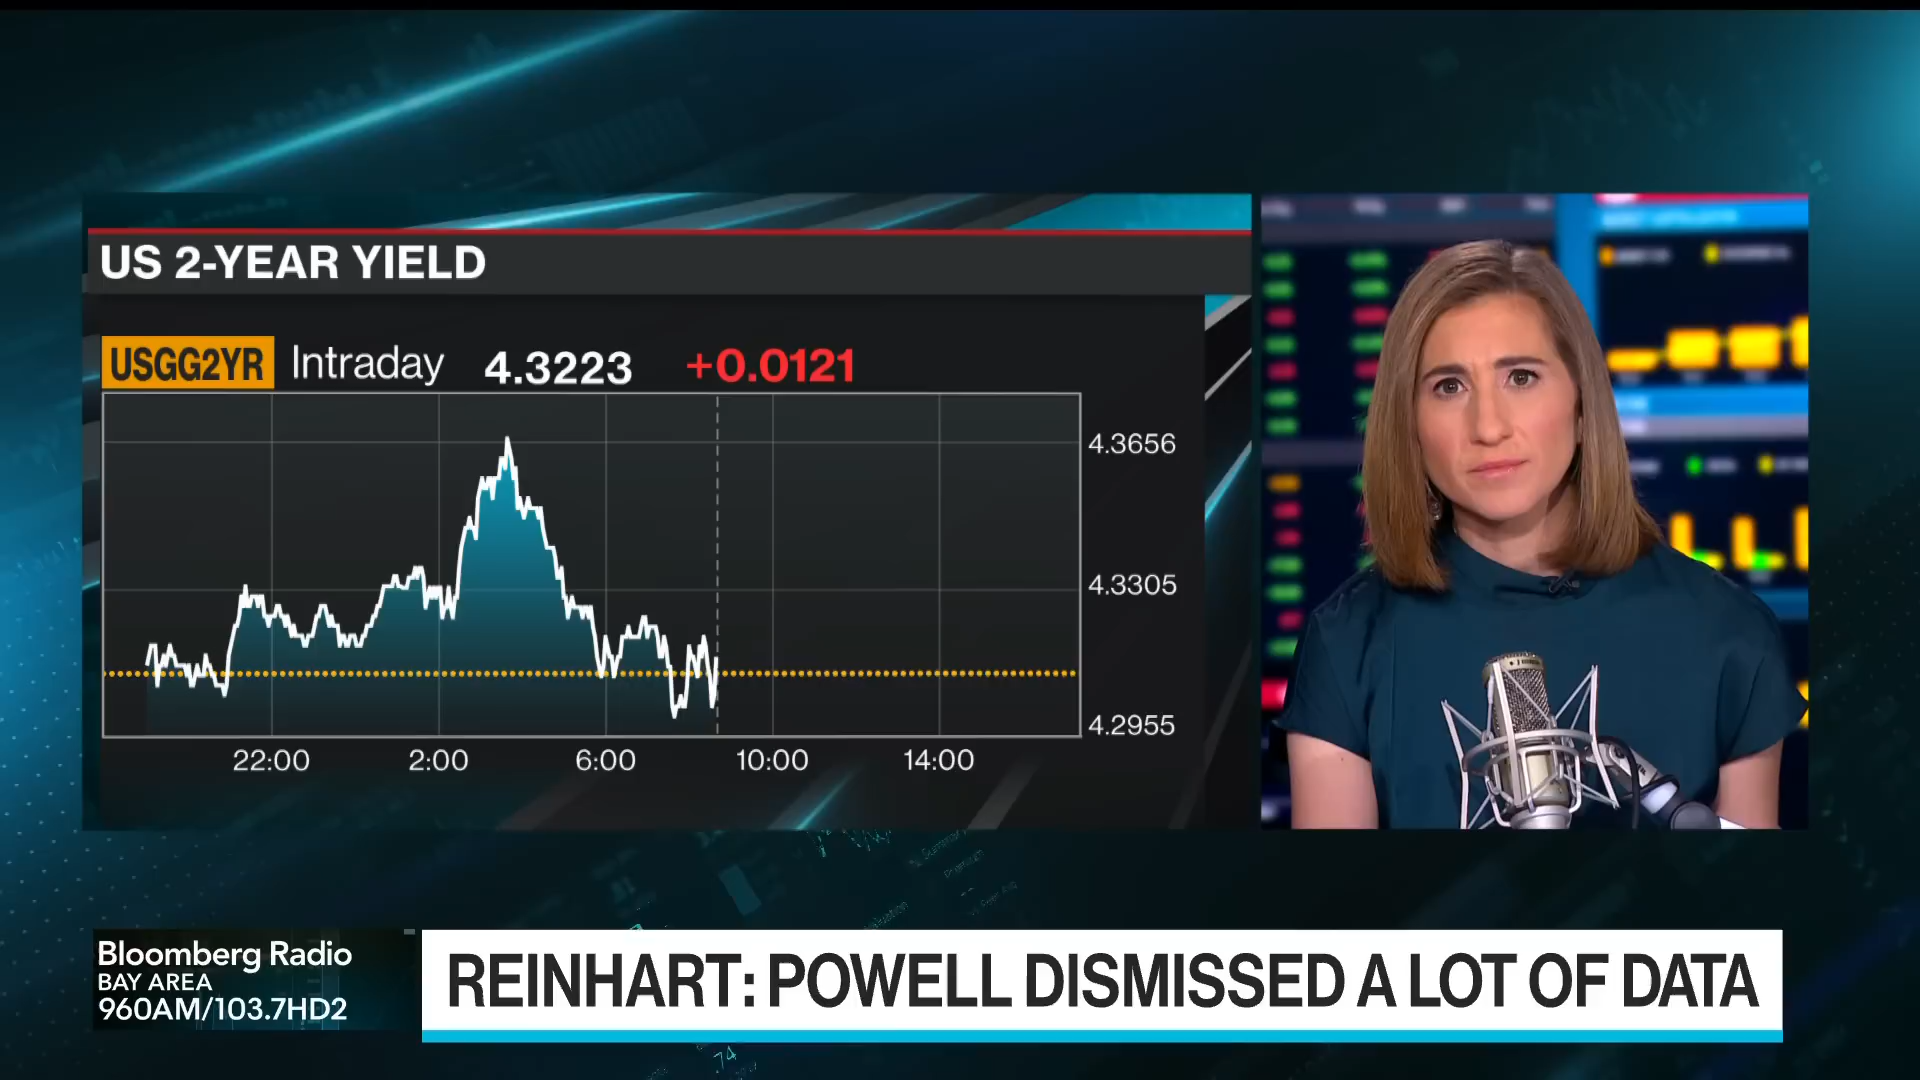 US 2-YEAR YIELD
USGG2YR Intraday 4.3223 +0.0121
4.3656
4.3305
4.2955
22:00 2:00 6:00 10:00 14:00
Bloomberg Radio
BAY AREA
960AM/103.7HD2
REINHART: POWELL DISMISSED A LOT OF DATA
.74